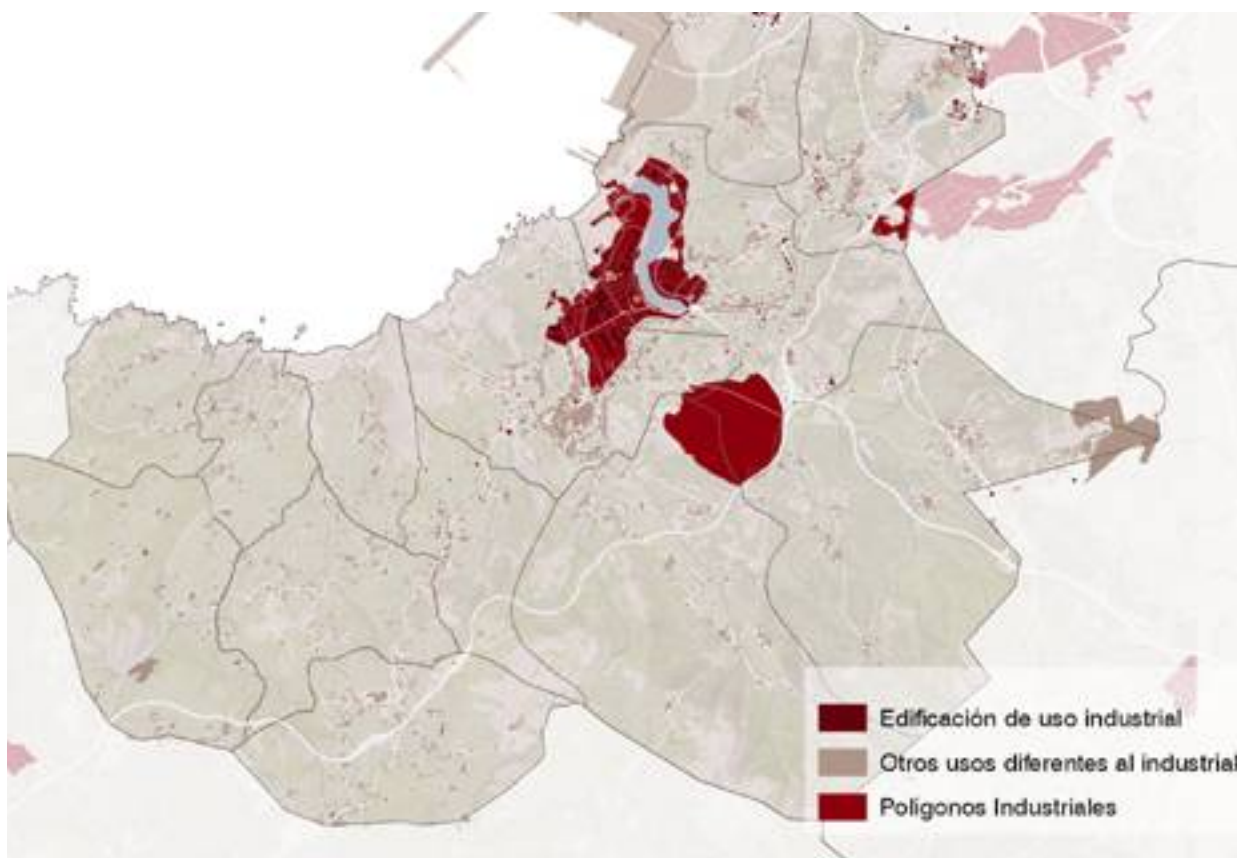 Edificación de uso industrial
Otros usos diferentes al industrial
Polígonos Industriales